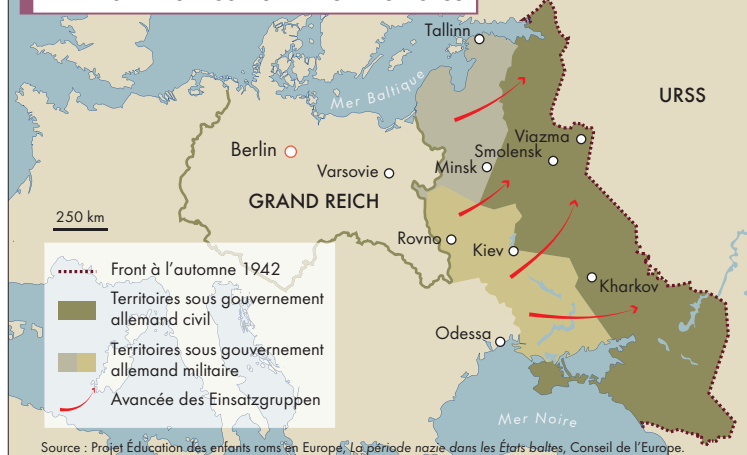 Tallinn
Mer Baltique
URSS
Viazma
Smolensk
Berlin
Varsovie
Minsk
GRAND REICH
250 km
Rovno
Kiev
Kharkov
Odessa
Front à l'automne 1942
Territoires sous gouvernement
allemand civil
Territoires sous gouvernement
allemand militaire
Avancée des Einsatzgruppen
Mer Noire
Source : Projet Éducation des enfants roms en Europe, La période nazie dans les États baltes, Conseil de l'Europe.